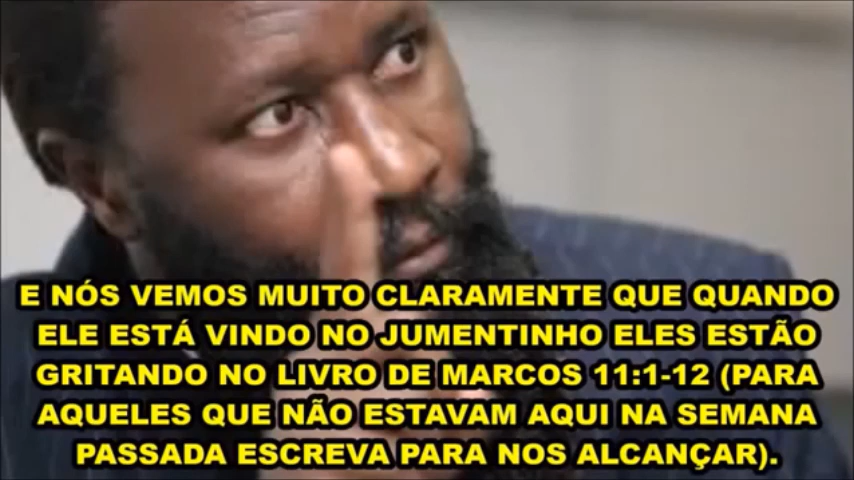 E NÓS VEMOS MUITO CLARAMENTE QUE QUANDO
ELE ESTÁ VINDO NO JUMENTINHO ELES ESTÃO
GRITANDO NO LIVRO DE MARCOS 11:1-12 (PARA
AQUELES QUE NÃO ESTAVAM AQUI NA SEMANA
PASSADA ESCREVA PARA NOS ALCANÇAR).